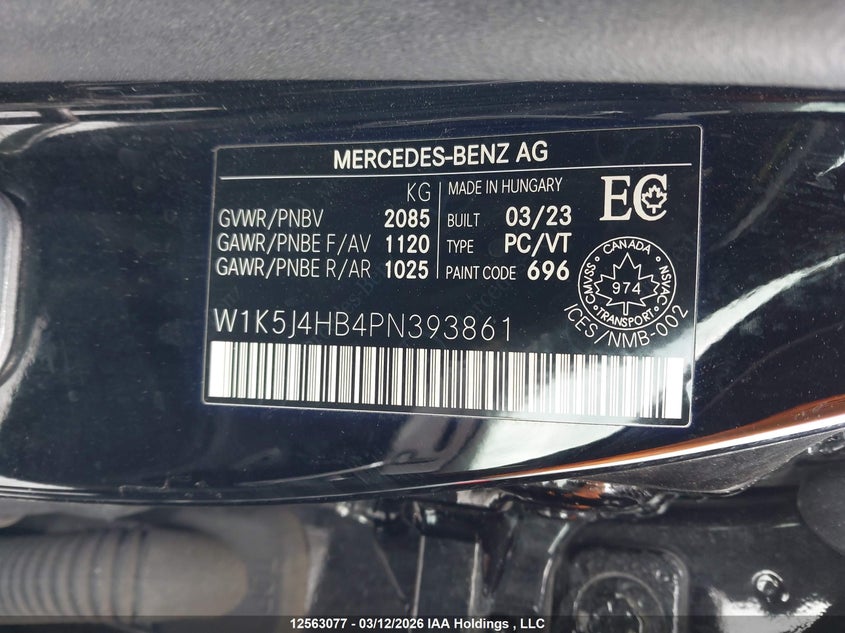 MERCEDES-BENZ AG
KG
GVWR/PNBV 2085
GAWR/PNBE F/AV 1120
GAWR/PNBE R/AR 1025
MADE IN HUNGARY
BUILT 03/23
TYPE PC/VT
PAINT CODE 696
EC
CANADA
CMVSS NSVAC
974
TRANSPORT
ICES/NMB-002
W1K5J4HB4PN393861
12563077 - 03/12/2026 IAA Holdings , LLC